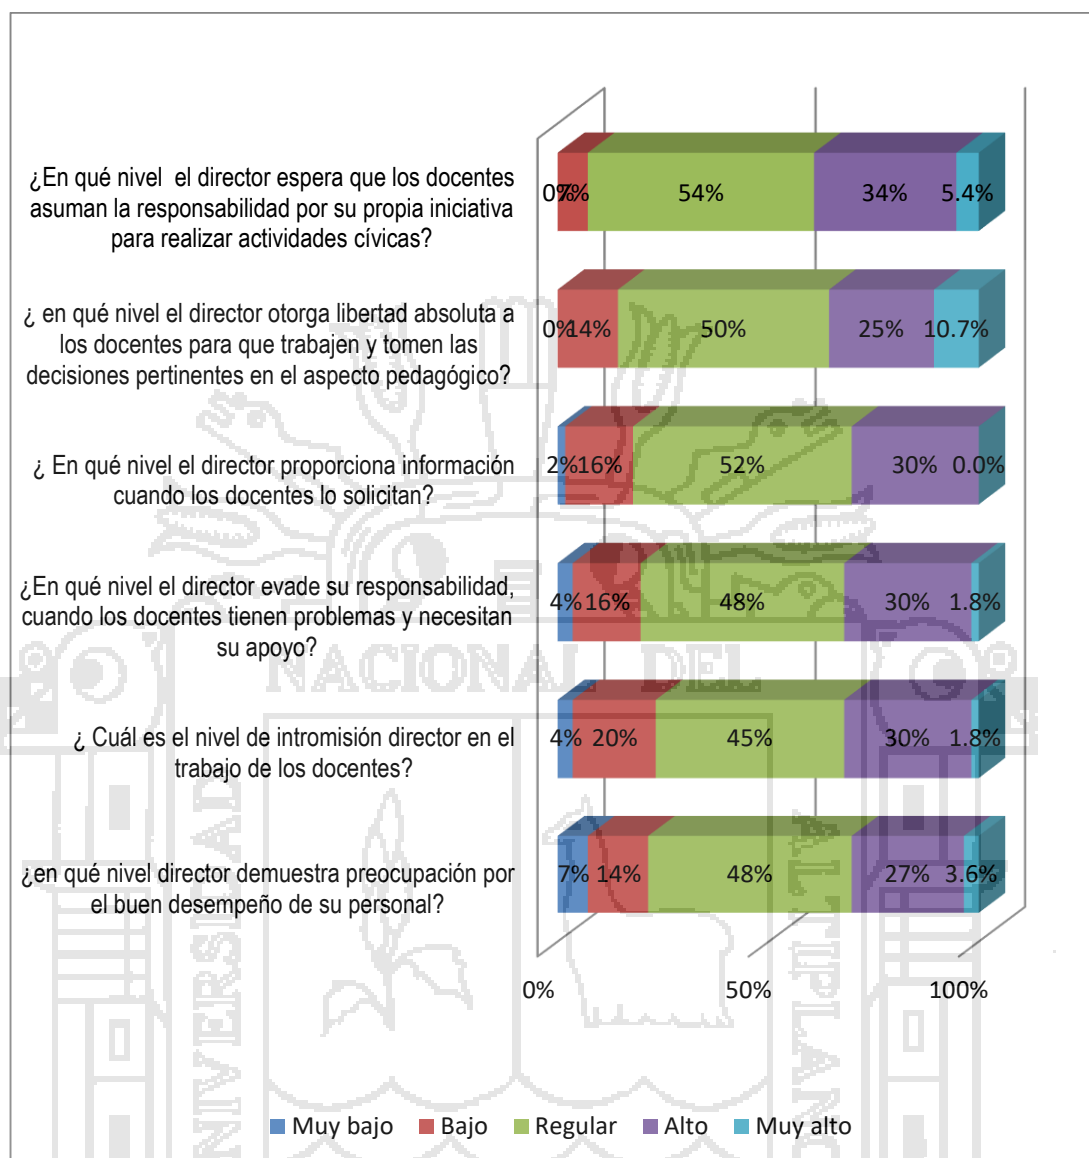 ¿En qué nivel el director espera que los docentes
asuman la responsabilidad por su propia iniciativa
para realizar actividades cívicas?
0% 7% 54% 34% 5.4%
¿ en qué nivel el director otorga libertad absoluta a
los docentes para que trabajen y tomen las
decisiones pertinentes en el aspecto pedagógico?
0% 14% 50% 25% 10.7%
¿ En qué nivel el director proporciona información
cuando los docentes lo solicitan?
2% 16% 52% 30% 0.0%
¿En qué nivel el director evade su responsabilidad,
cuando los docentes tienen problemas y necesitan
su apoyo?
4% 16% 48% 30% 1.8%
NACIONAL DEL
¿ Cuál es el nivel de intromisión director en el
trabajo de los docentes?
4% 20% 45% 30% 1.8%
UNIVERSIDAD
ALTIPLANO
¿en qué nivel director demuestra preocupación por
el buen desempeño de su personal?
7% 14% 48% 27% 3.6%
0% 50% 100%
Muy bajo Bajo Regular Alto Muy alto